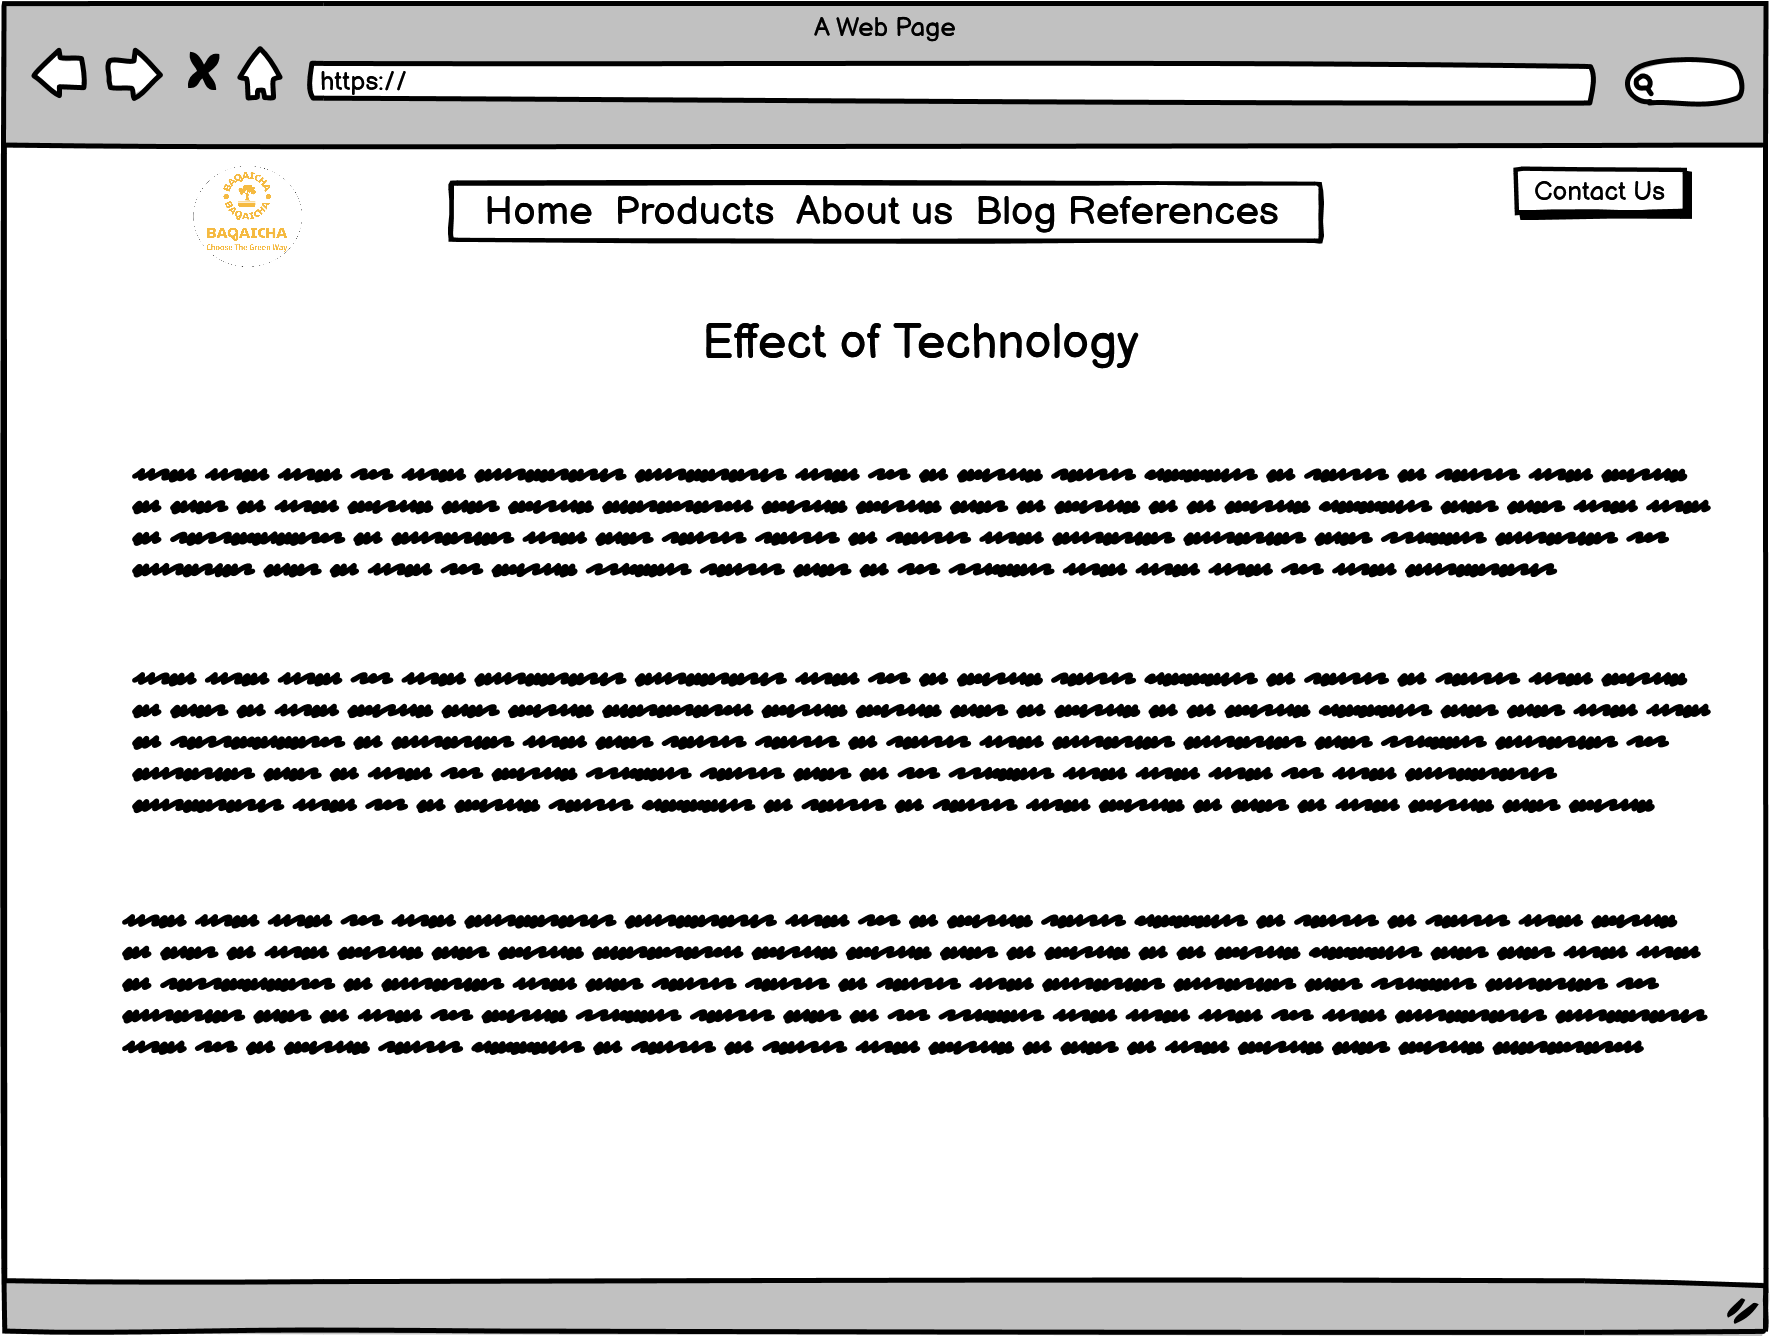 A Web Page
https://
BAQAICHA
BAQAICHA
BAQAICHA
Choose The Green Way
Home Products About us Blog References
Contact Us
Effect of Technology